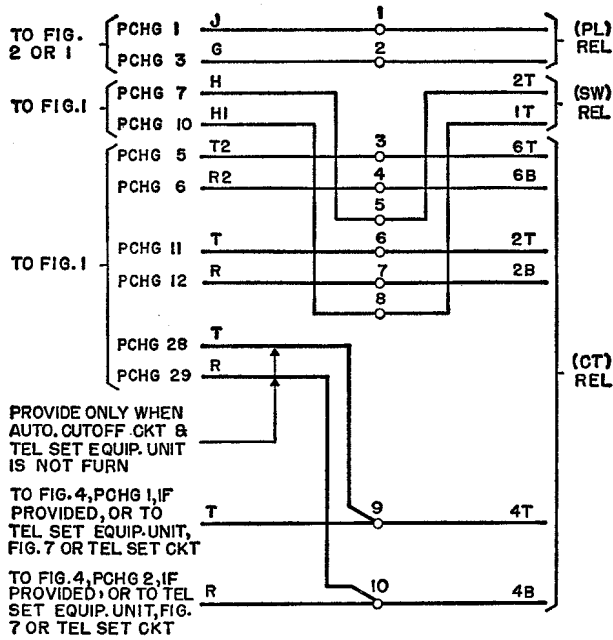 1
TO FIG. PCHG 1 J (PL)
2 OR 1 PCHG 3 G 2 REL
TO FIG.1 PCHG 7 H 2T (SW)
PCHG 10 H1 1T REL
PCHG 5 T2 3 6T
PCHG 6 R2 4 6B
5
PCHG 11 T 6 2T
TO FIG.1 PCHG 12 R 7 2B
8
PCHG 28 T (CT)
PCHG 29 R REL
PROVIDE ONLY WHEN
AUTO. CUTOFF CKT &
TEL SET EQUIP. UNIT
IS NOT FURN
TO FIG. 4, PCHG 1, IF
PROVIDED, OR TO T 9 4T
TEL SET EQUIP. UNIT,
FIG. 7 OR TEL SET CKT
TO FIG. 4, PCHG 2, IF
PROVIDED, OR TO TEL R 10 4B
SET EQUIP. UNIT, FIG.
7 OR TEL SET CKT